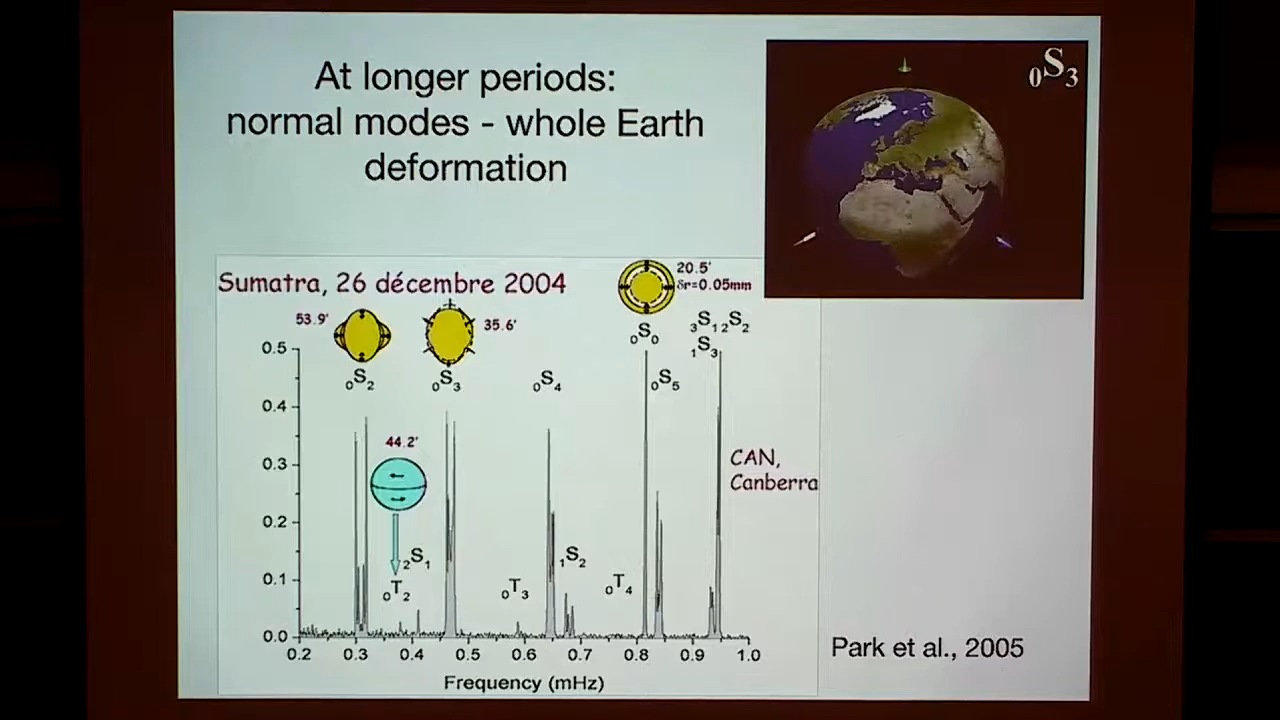 At longer periods:
normal modes - whole Earth
deformation
0S3
Sumatra, 26 décembre 2004
20.5'
δr=0.05mm
53.9'
35.6'
0S0
3S1 2S2
1S3
0S2
0S3
0S4
0S5
44.2'
CAN,
Canberra
2S1
0T2
0T3
1S2
0T4
0.5
0.4
0.3
0.2
0.1
0.0
0.2 0.3 0.4 0.5 0.6 0.7 0.8 0.9 1.0
Frequency (mHz)
Park et al., 2005